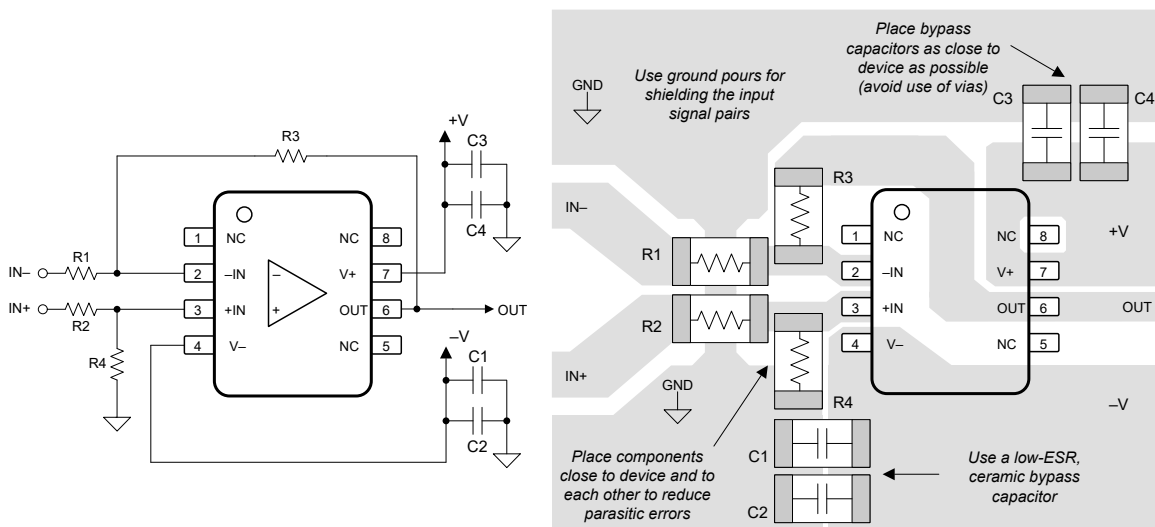 +V
R3
C3
C4
1
NC
NC
8
IN–
R1
2
–IN
–
V+
7
IN+
R2
3
+IN
+
OUT
6
OUT
R4
4
V–
NC
5
–V
C1
C2
Place bypass
capacitors as close to
device as possible
(avoid use of vias)
Use ground pours for
shielding the input
signal pairs
GND
C3
C4
R3
IN–
1
NC
NC
8
+V
R1
2
–IN
V+
7
3
+IN
OUT
6
OUT
R2
4
V–
NC
5
IN+
GND
R4
–V
C1
C2
Place components
close to device and to
each other to reduce
parasitic errors
Use a low-ESR,
ceramic bypass
capacitor